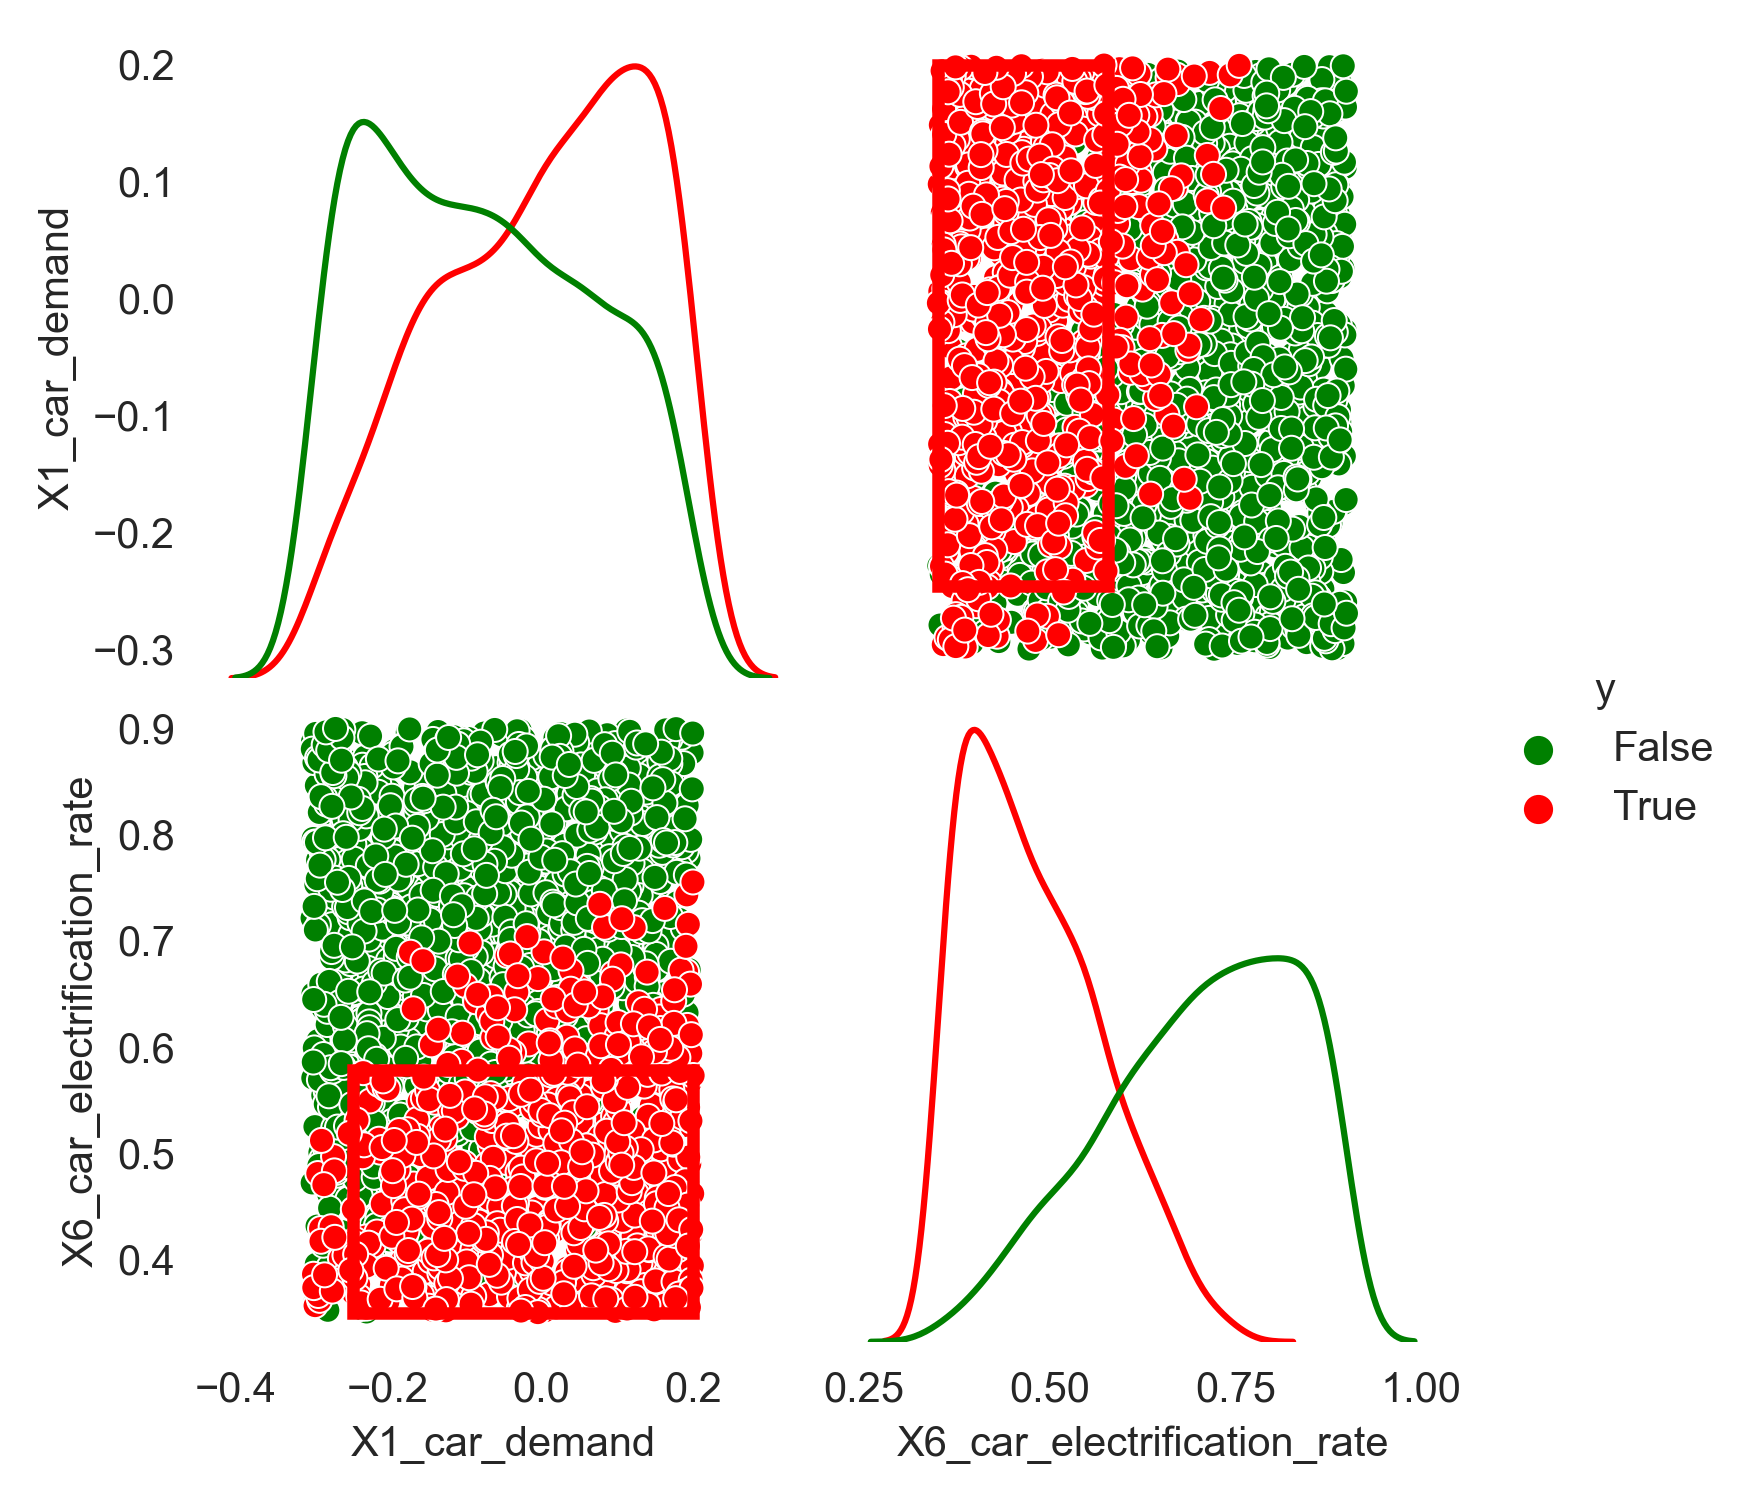 X1_car_demand
0.2
0.1
0.0
−0.1
−0.2
−0.3
X6_car_electrification_rate
0.9
0.8
0.7
0.6
0.5
0.4
y
False
True
−0.4 −0.2 0.0 0.2
X1_car_demand
0.25 0.50 0.75 1.00
X6_car_electrification_rate